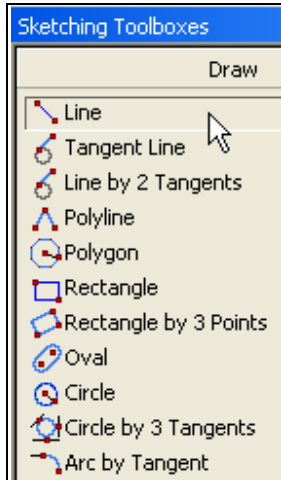 Sketching Toolboxes
Draw
Line
Tangent Line
Line by 2 Tangents
Polyline
Polygon
Rectangle
Rectangle by 3 Points
Oval
Circle
Circle by 3 Tangents
Arc by Tangent